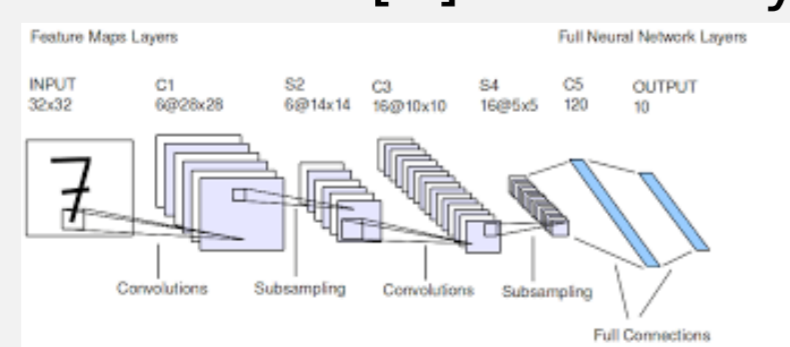 Feature Maps Layers Full Neural Network Layers
INPUT C1 S2 C3 S4 C5 OUTPUT
32x32 6@28x28 6@14x14 16@10x10 16@5x5 120 10
7
Convolutions Subsampling Convolutions Subsampling
Full Connections